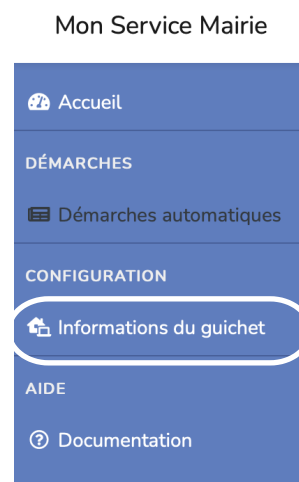 Mon Service Mairie
Accueil
DÉMARCHES
Démarches automatiques
CONFIGURATION
Informations du guichet
AIDE
Documentation